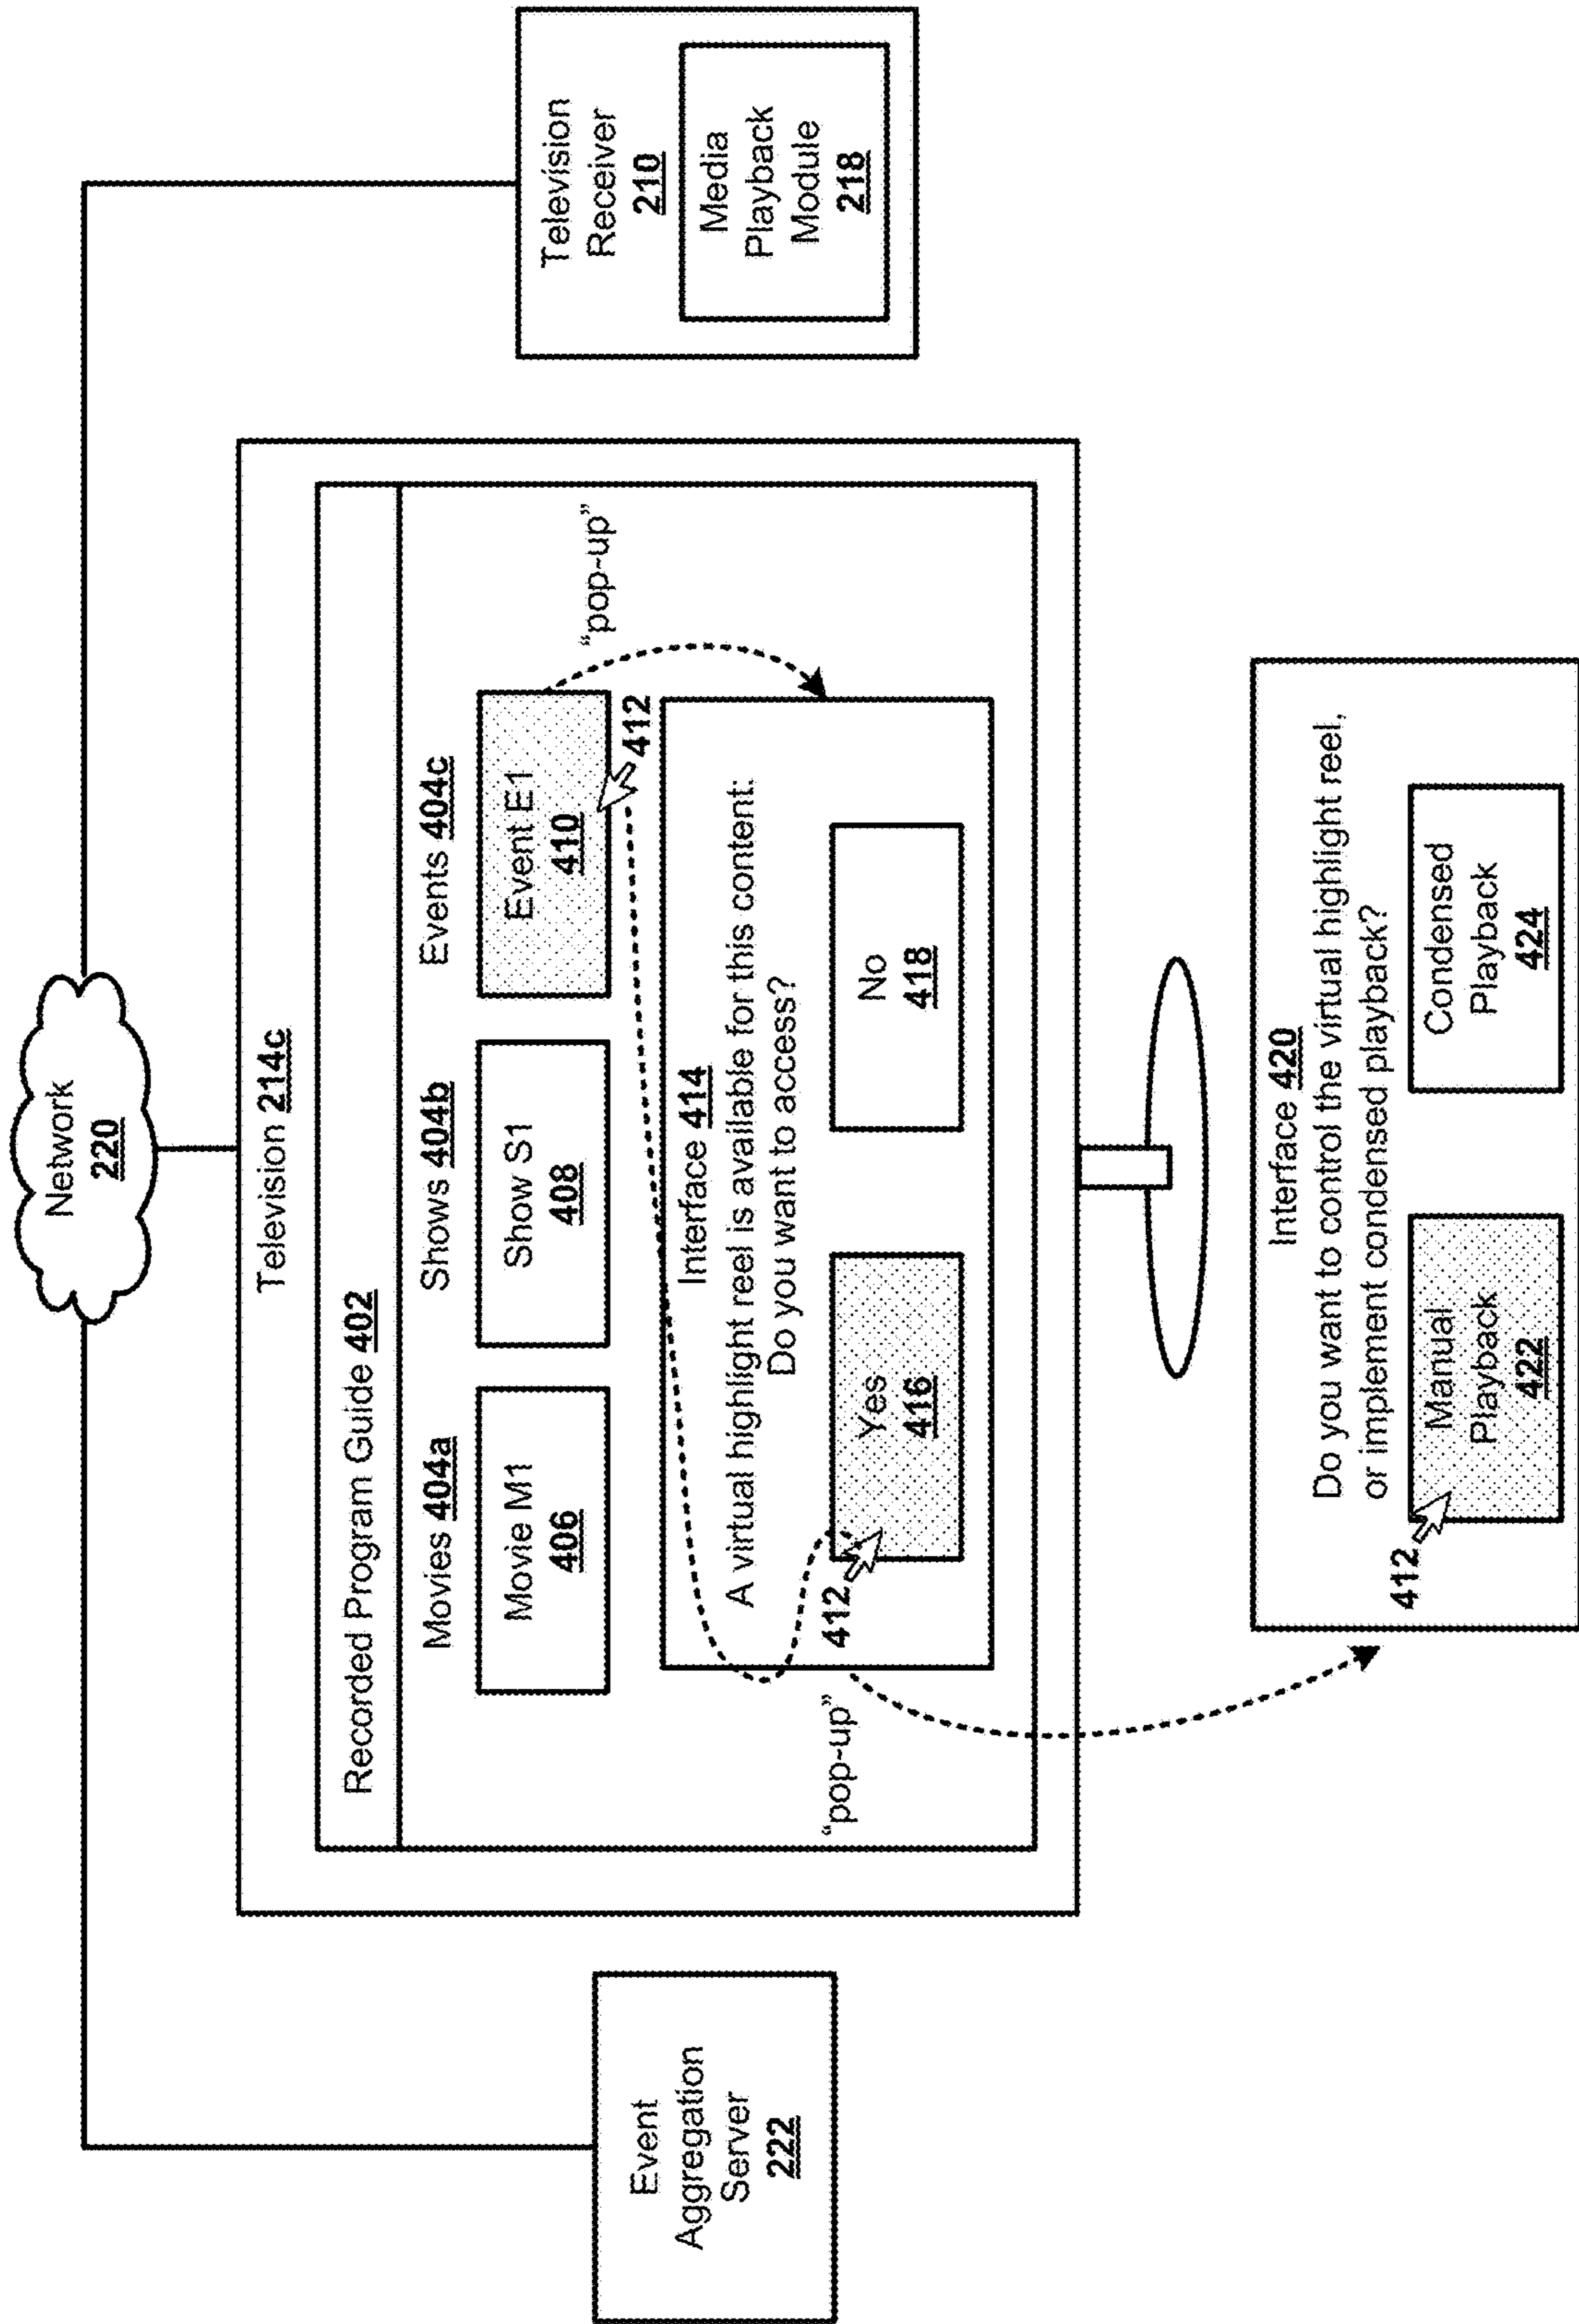 Network
220
Television 214c
Recorded Program Guide 402
Movies 404a
Shows 404b
Events 404c
Movie M1
406
Show S1
408
Event E1
410
412
"pop-up"
Interface 414
A virtual highlight reel is available for this content:
Do you want to access?
412
Yes
416
No
418
"pop-up"
Event
Aggregation
Server
222
Television
Receiver
210
Media
Playback
Module
218
Interface 420
Do you want to control the virtual highlight reel,
or implement condensed playback?
412
Manual
Playback
422
Condensed
Playback
424